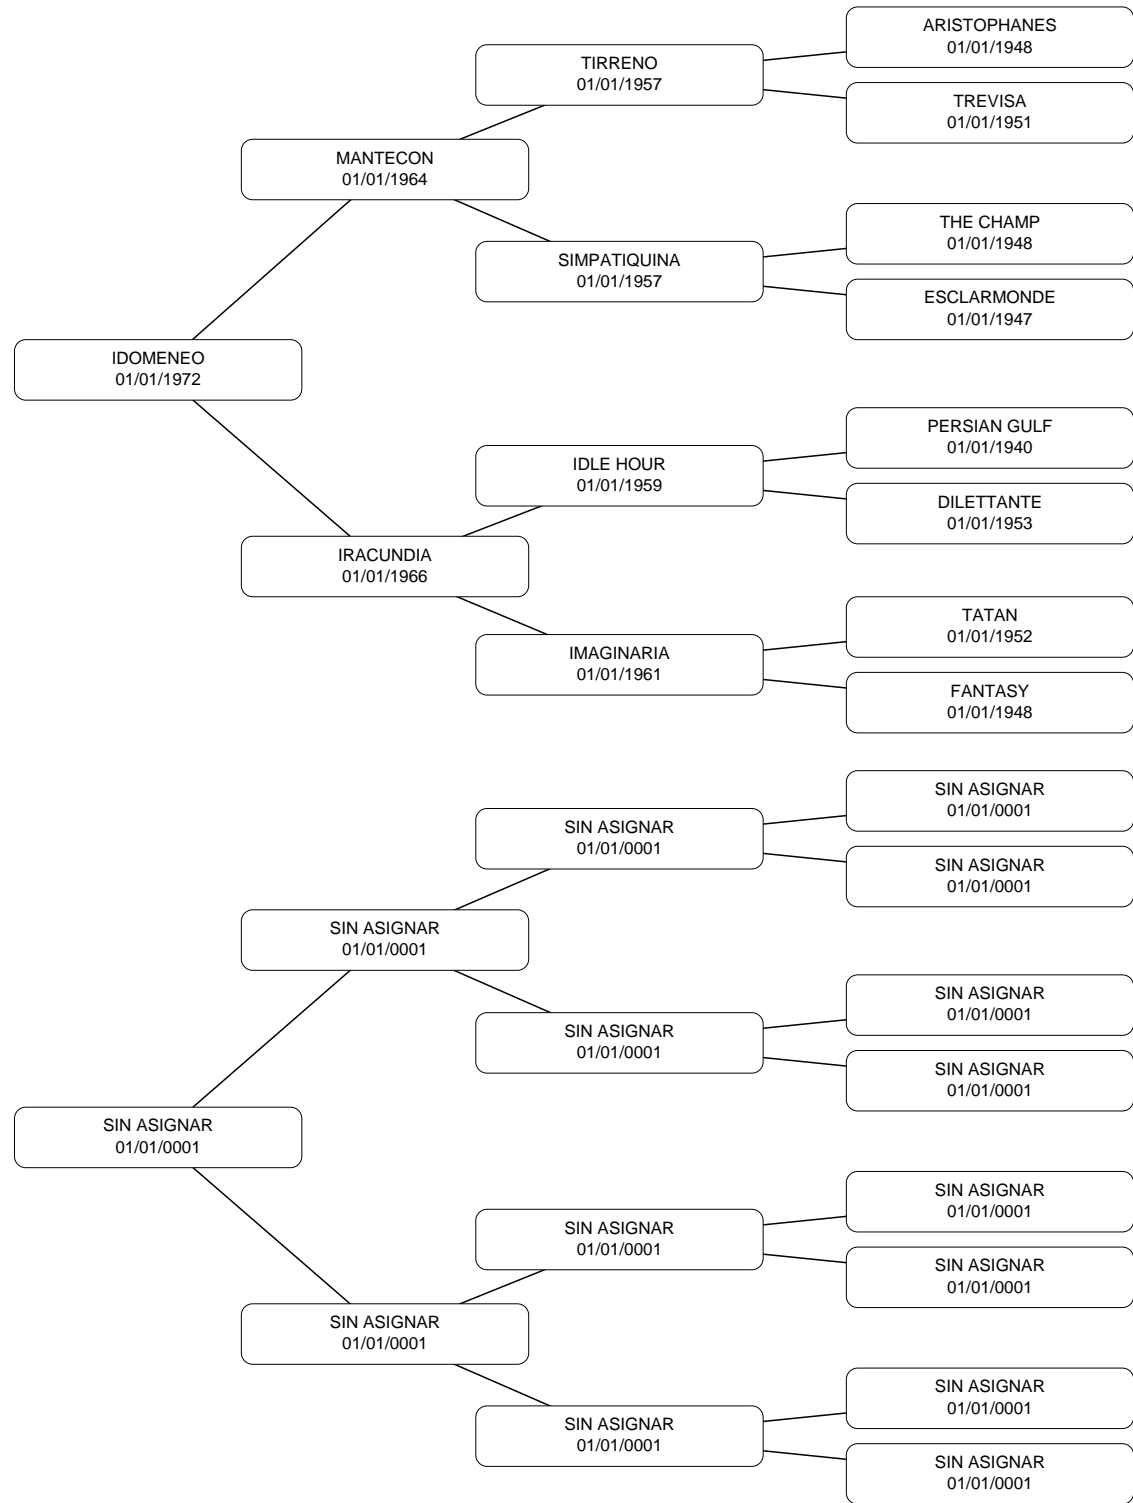 ARISTOPHANES
01/01/1948
TIRRENO
01/01/1957
TREVISA
01/01/1951
MANTECON
01/01/1964
THE CHAMP
01/01/1948
SIMPATIQUINA
01/01/1957
ESCLARMONDE
01/01/1947
IDOMENEO
01/01/1972
PERSIAN GULF
01/01/1940
IDLE HOUR
01/01/1959
DILETTANTE
01/01/1953
IRACUNDIA
01/01/1966
TATAN
01/01/1952
IMAGINARIA
01/01/1961
FANTASY
01/01/1948
SIN ASIGNAR
01/01/0001
SIN ASIGNAR
01/01/0001
SIN ASIGNAR
01/01/0001
SIN ASIGNAR
01/01/0001
SIN ASIGNAR
01/01/0001
SIN ASIGNAR
01/01/0001
SIN ASIGNAR
01/01/0001
SIN ASIGNAR
01/01/0001
SIN ASIGNAR
01/01/0001
SIN ASIGNAR
01/01/0001
SIN ASIGNAR
01/01/0001
SIN ASIGNAR
01/01/0001
SIN ASIGNAR
01/01/0001
SIN ASIGNAR
01/01/0001
SIN ASIGNAR
01/01/0001